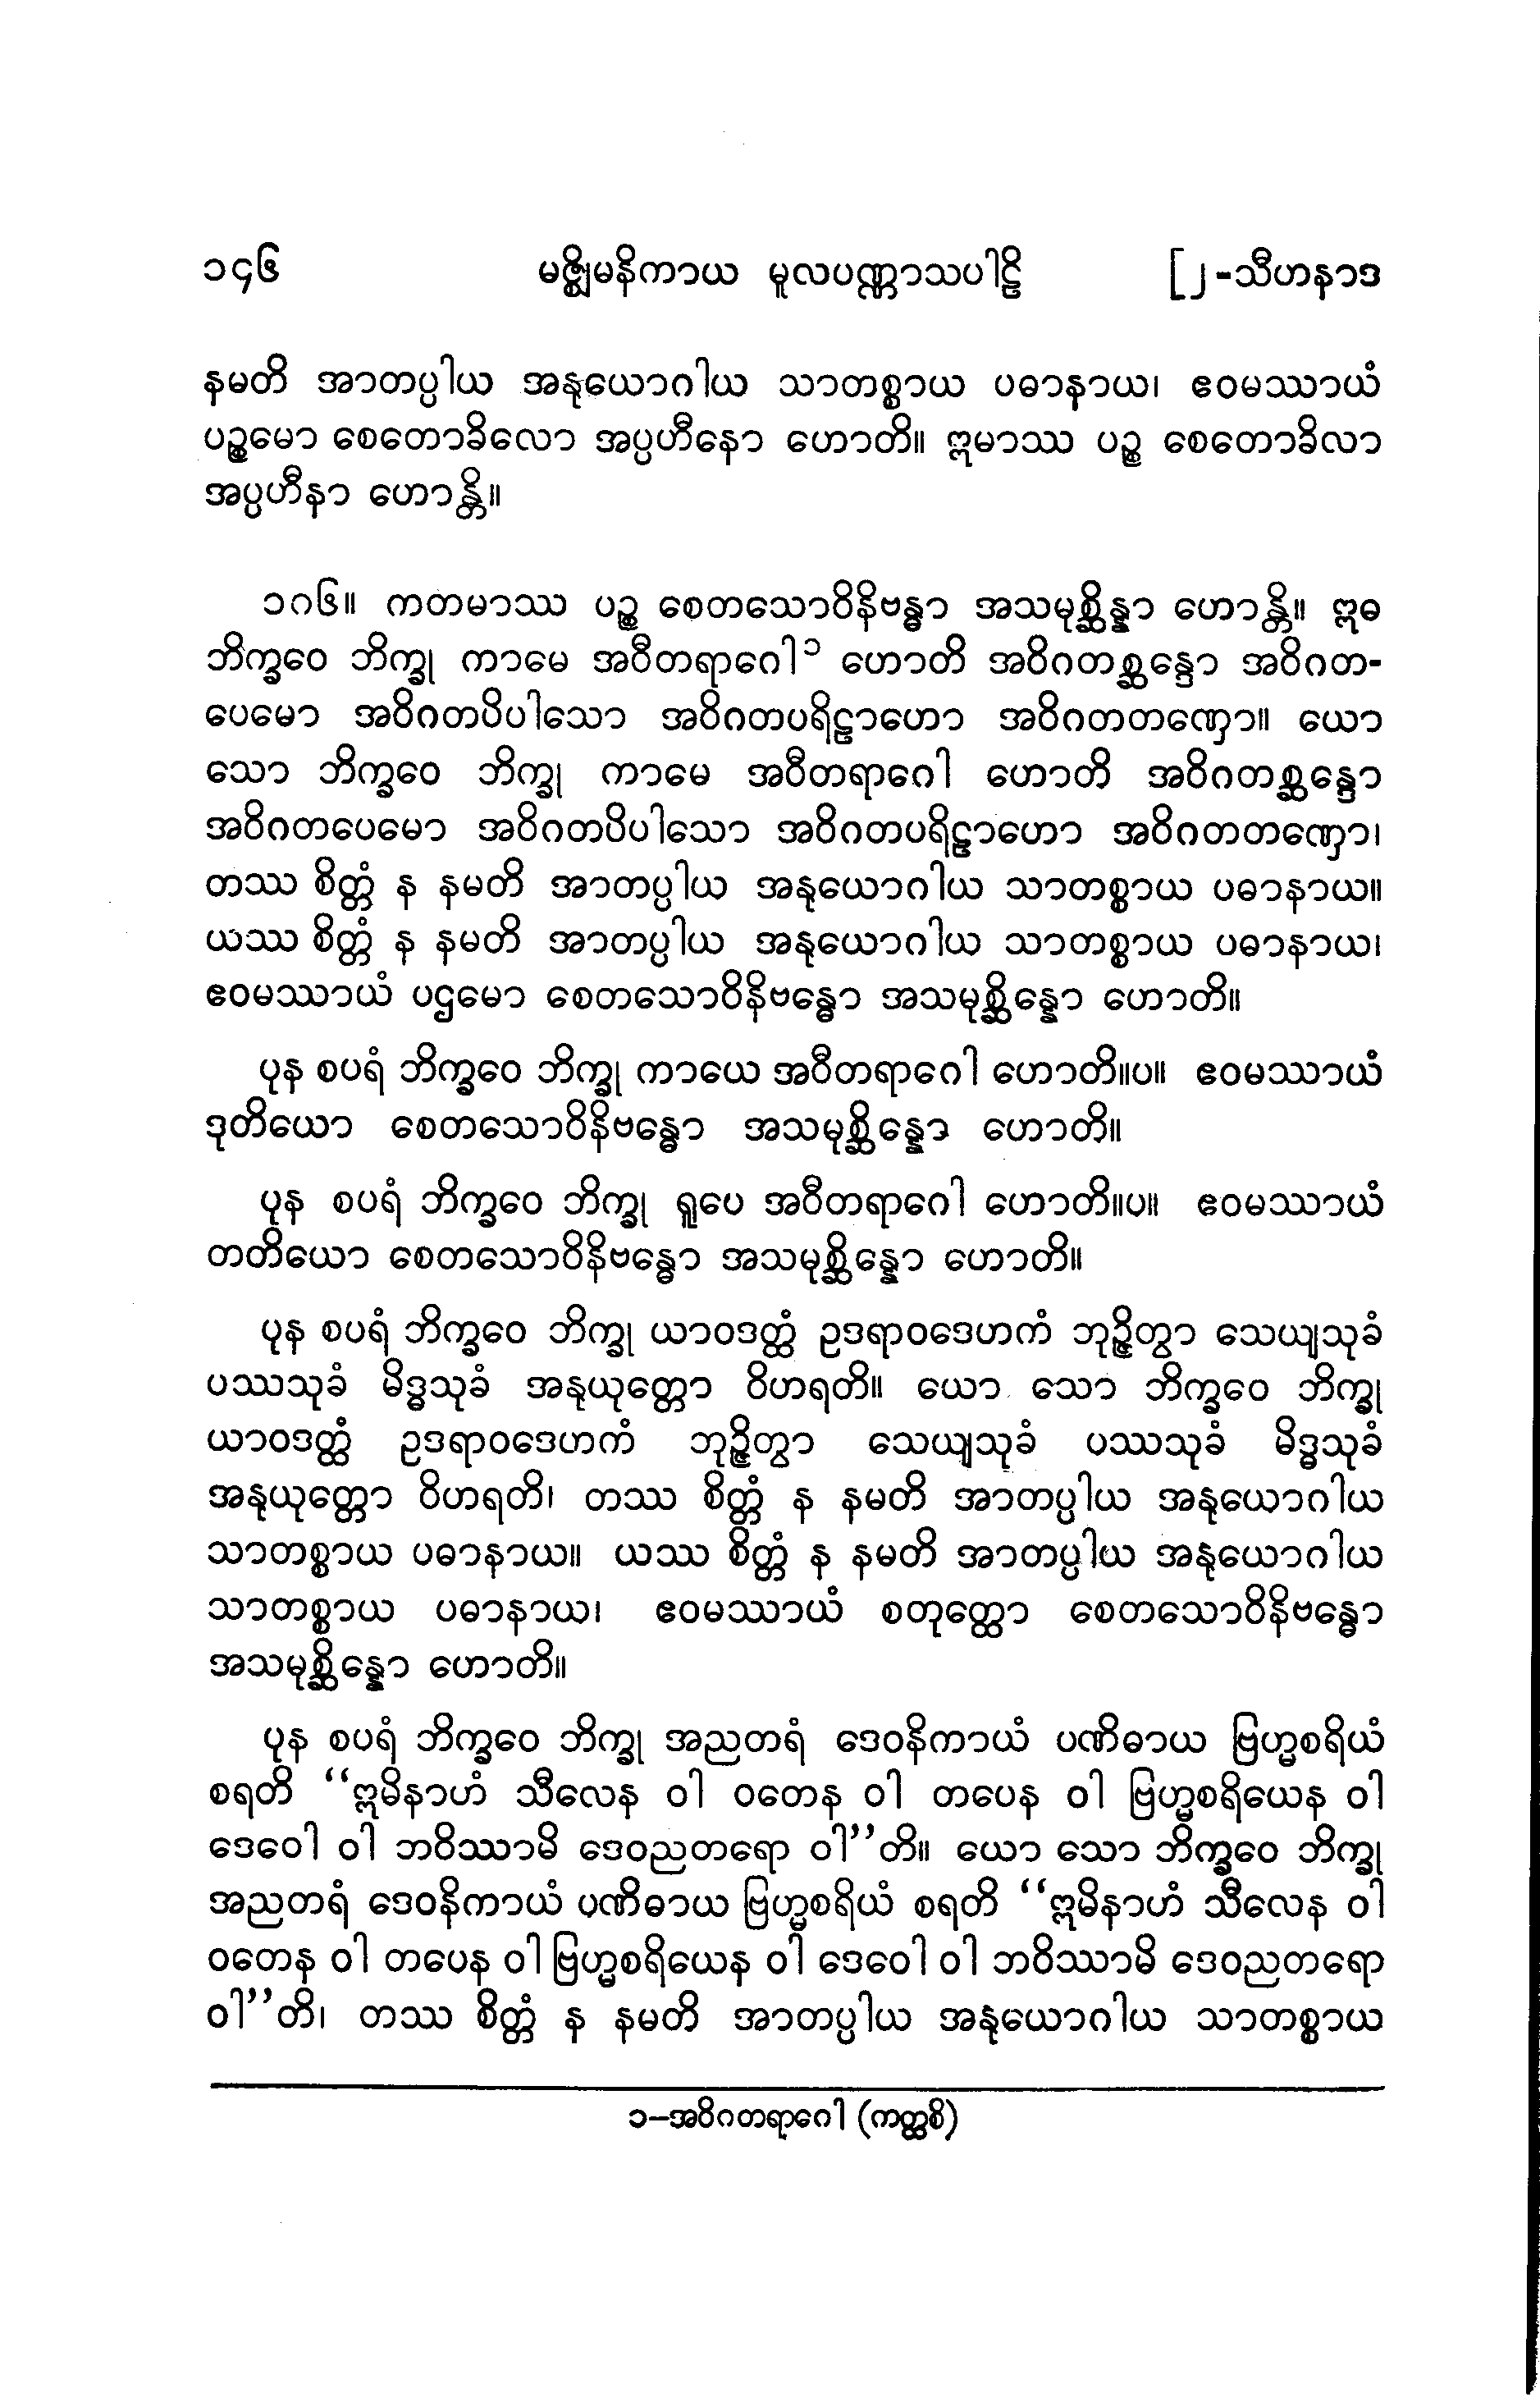 ၁၄၆ မဇ္ဈိမနိကာယ မူလပဏ္ဏာသပါဠိ [၂-သီဟနာဒ
နမတိ အာတပ္ပါယ အနုယောဂါယ သာတစ္စာယ ပဓာနာယ၊ ဧဝမဿာယံ
ပဉ္စမော စေတောခိလော အပ္ပဟီနော ဟောတိ။ ဣမာဿ ပဉ္စ စေတောခိလာ
အပ္ပဟီနာ ဟောန္တိ။
၁၈၆။ ကတမာဿ ပဉ္စ စေတသောဝိနိဗန္ဓာ အသမုစ္ဆိန္နာ ဟောန္တိ။ ဣဓ
ဘိက္ခဝေ ဘိက္ခု ကာမေ အဝီတရာဂေါ၁ ဟောတိ အဝိဂတစ္ဆန္ဒော အဝိဂတ-
ပေမော အဝိဂတပိပါသော အဝိဂတပရိဠာဟော အဝိဂတတဏှော။ ယော
သော ဘိက္ခဝေ ဘိက္ခု ကာမေ အဝီတရာဂေါ ဟောတိ အဝိဂတစ္ဆန္ဒော
အဝိဂတပေမော အဝိဂတပိပါသော အဝိဂတပရိဠာဟော အဝိဂတတဏှော၊
တဿ စိတ္တံ န နမတိ အာတပ္ပါယ အနုယောဂါယ သာတစ္စာယ ပဓာနာယ။
ယဿ စိတ္တံ န နမတိ အာတပ္ပါယ အနုယောဂါယ သာတစ္စာယ ပဓာနာယ၊
ဧဝမဿာယံ ပဌမော စေတသောဝိနိဗန္ဓော အသမုစ္ဆိန္နော ဟောတိ။
ပုန စပရံ ဘိက္ခဝေ ဘိက္ခု ကာယေ အဝီတရာဂေါ ဟောတိ။ပ။ ဧဝမဿာယံ
ဒုတိယော စေတသောဝိနိဗန္ဓော အသမုစ္ဆိန္နော ဟောတိ။
ပုန စပရံ ဘိက္ခဝေ ဘိက္ခု ရူပေ အဝီတရာဂေါ ဟောတိ။ပ။ ဧဝမဿာယံ
တတိယော စေတသောဝိနိဗန္ဓော အသမုစ္ဆိန္နော ဟောတိ။
ပုန စပရံ ဘိက္ခဝေ ဘိက္ခု ယာဝဒတ္ထံ ဥဒရာဝဒေဟကံ ဘုဉ္ဇိတွာ သေယျသုခံ
ပဿသုခံ မိဒ္ဓသုခံ အနုယုတ္တော ဝိဟရတိ။ ယော သော ဘိက္ခဝေ ဘိက္ခု
ယာဝဒတ္ထံ ဥဒရာဝဒေဟကံ ဘုဉ္ဇိတွာ သေယျသုခံ ပဿသုခံ မိဒ္ဓသုခံ
အနုယုတ္တော ဝိဟရတိ၊ တဿ စိတ္တံ န နမတိ အာတပ္ပါယ အနုယောဂါယ
သာတစ္စာယ ပဓာနာယ။ ယဿ စိတ္တံ န နမတိ အာတပ္ပါယ အနုယောဂါယ
သာတစ္စာယ ပဓာနာယ၊ ဧဝမဿာယံ စတုတ္ထော စေတသောဝိနိဗန္ဓော
အသမုစ္ဆိန္နော ဟောတိ။
ပုန စပရံ ဘိက္ခဝေ ဘိက္ခု အညတရံ ဒေဝနိကာယံ ပဏိဓာယ ဗြဟ္မစရိယံ
စရတိ “ဣမိနာဟံ သီလေန ဝါ ဝတေန ဝါ တပေန ဝါ ဗြဟ္မစရိယေန ဝါ
ဒေဝေါ ဝါ ဘဝိဿာမိ ဒေဝညတရော ဝါ”တိ။ ယော သော ဘိက္ခဝေ ဘိက္ခု
အညတရံ ဒေဝနိကာယံ ပဏိဓာယ ဗြဟ္မစရိယံ စရတိ “ဣမိနာဟံ သီလေန ဝါ
ဝတေန ဝါ တပေန ဝါ ဗြဟ္မစရိယေန ဝါ ဒေဝေါ ဝါ ဘဝိဿာမိ ဒေဝညတရော
ဝါ”တိ၊ တဿ စိတ္တံ န နမတိ အာတပ္ပါယ အနုယောဂါယ သာတစ္စာယ
၁-အဝိဂတရာဂေါ (ကတ္ထစိ)